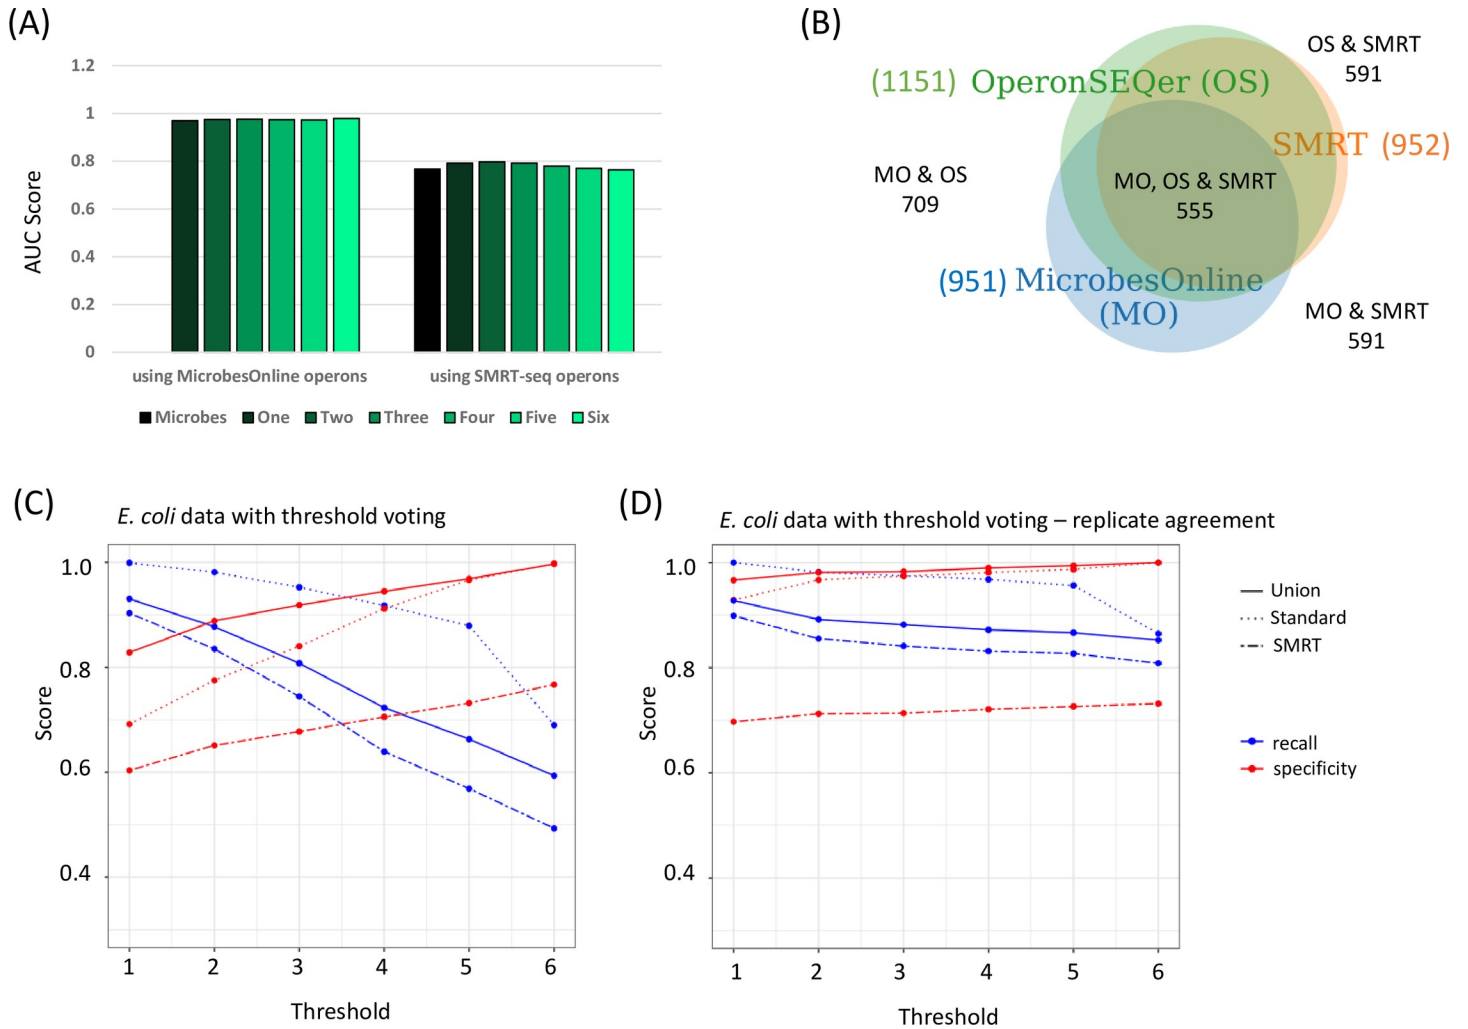 (A)
1.2
1
0.8
0.6
0.4
0.2
0
AUC Score
using MicrobesOnline operons
using SMRT-seq operons
Microbes One Two Three Four Five Six
(B)
OS & SMRT
591
(1151) OperonSEQer (OS)
SMRT (952)
MO & OS
709
MO, OS & SMRT
555
(951) MicrobesOnline
(MO)
MO & SMRT
591
(C)
E. coli data with threshold voting
1.0
0.8
0.6
0.4
Score
1 2 3 4 5 6
Threshold
(D)
E. coli data with threshold voting – replicate agreement
1.0
0.8
0.6
0.4
Score
1 2 3 4 5 6
Threshold
Union
Standard
SMRT
recall
specificity